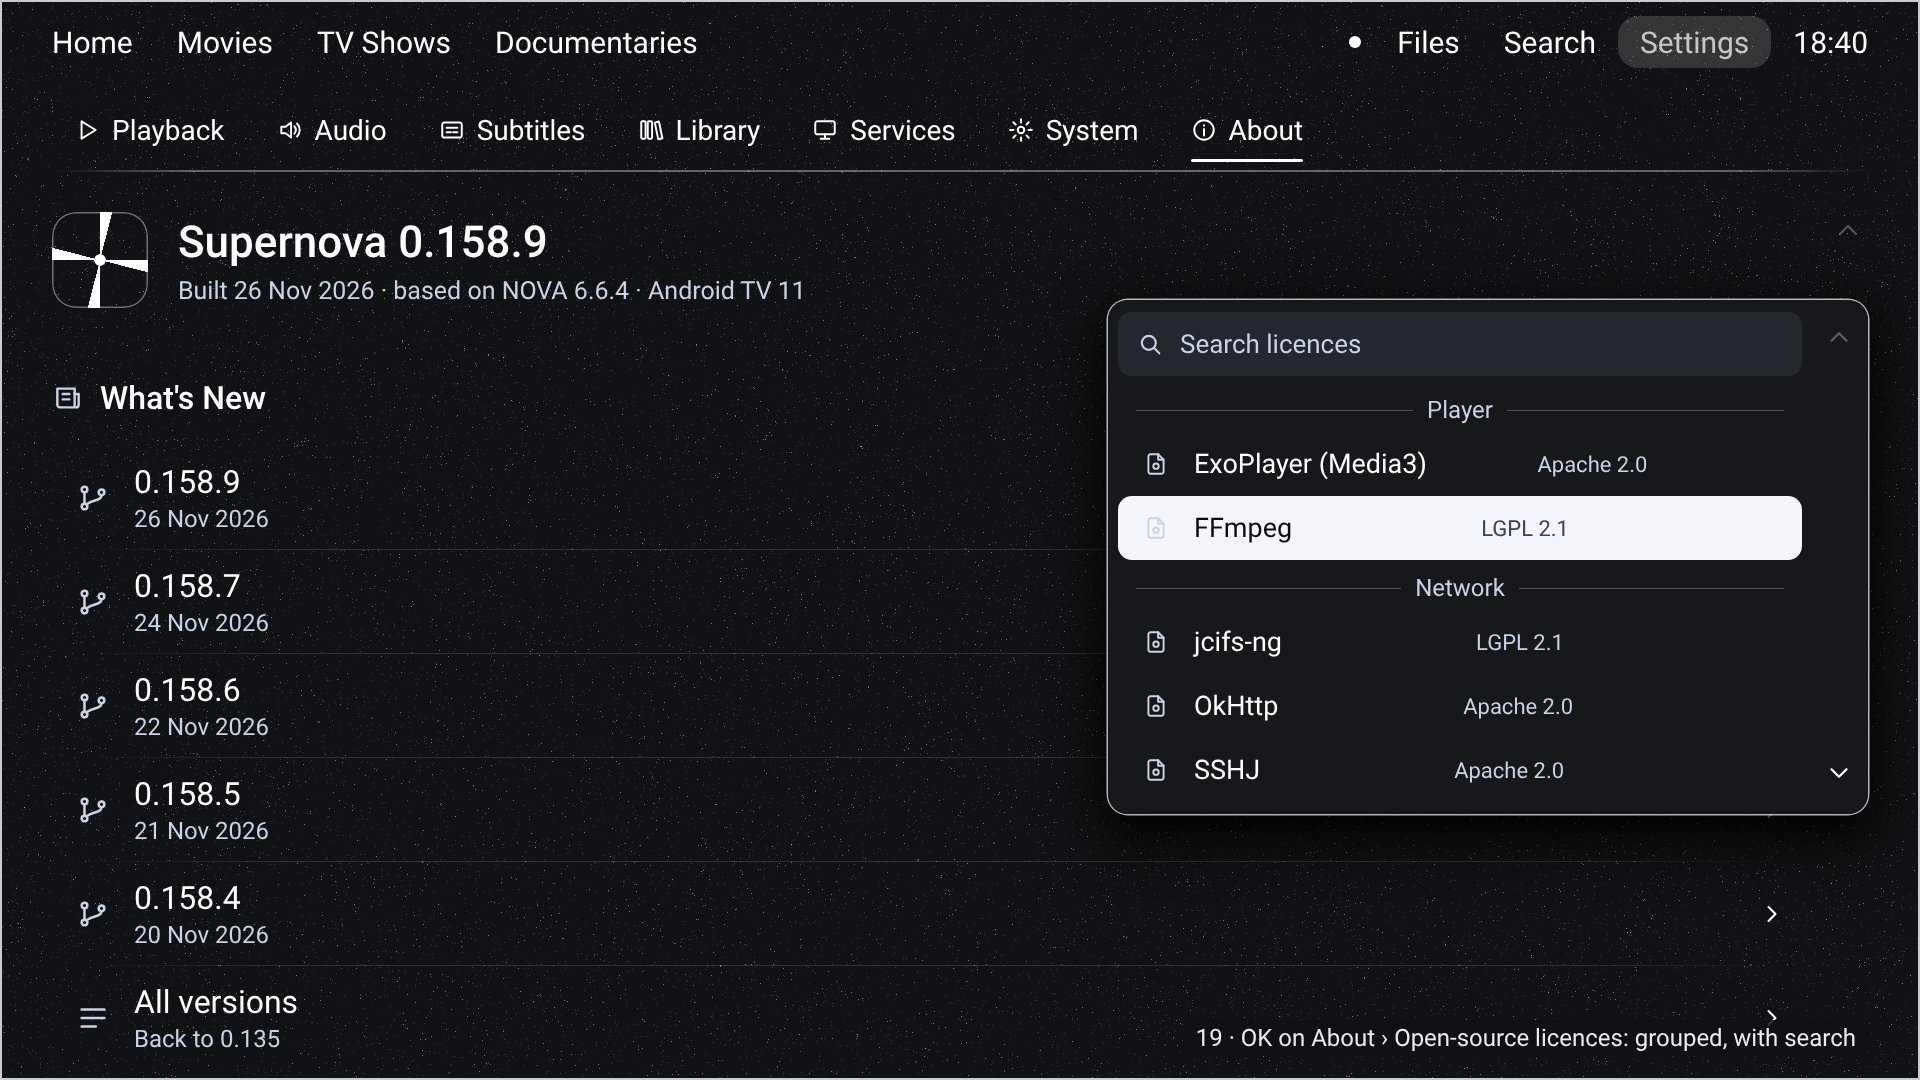 Home Movies TV Shows Documentaries Files Search Settings 18:40
Playback Audio Subtitles Library Services System About
Supernova 0.158.9
Built 26 Nov 2026 · based on NOVA 6.6.4 · Android TV 11
What's New
0.158.9
26 Nov 2026
0.158.7
24 Nov 2026
0.158.6
22 Nov 2026
0.158.5
21 Nov 2026
0.158.4
20 Nov 2026
All versions
Back to 0.135
Search licences
Player
ExoPlayer (Media3) Apache 2.0
FFmpeg LGPL 2.1
Network
jcifs-ng LGPL 2.1
OkHttp Apache 2.0
SSHJ Apache 2.0
19 · OK on About › Open-source licences: grouped, with search